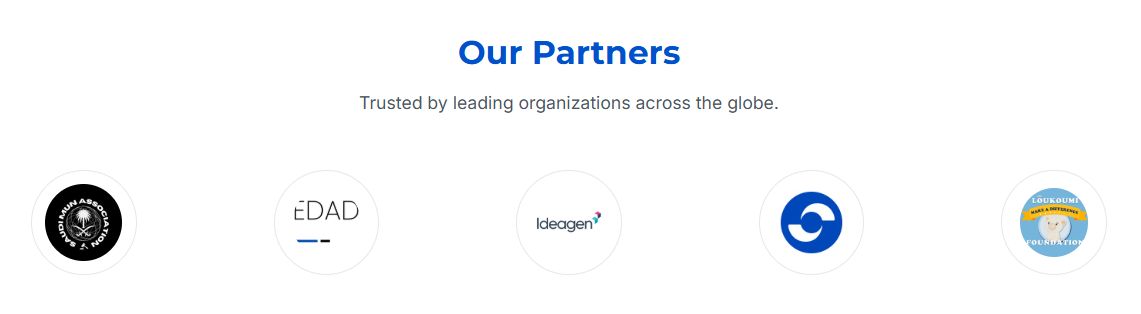 Our Partners
Trusted by leading organizations across the globe.
SAUDI MUN ASSOCIATION
EDAD
Ideagen
LOUKOUMI
MAKE A DIFFERENCE
FOUNDATION